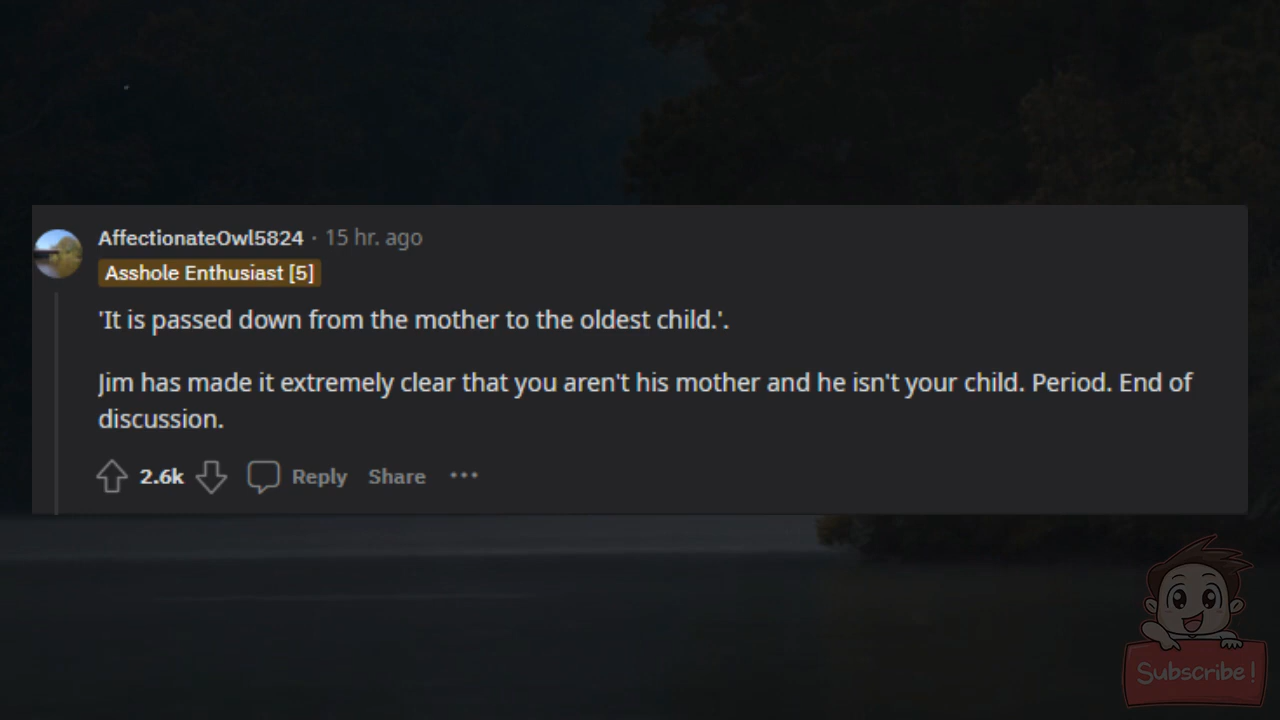 AffectionateOwl5824 · 15 hr. ago
Asshole Enthusiast [5]
'It is passed down from the mother to the oldest child.'.
Jim has made it extremely clear that you aren't his mother and he isn't your child. Period. End of
discussion.
2.6k Reply Share ···
Subscribe!